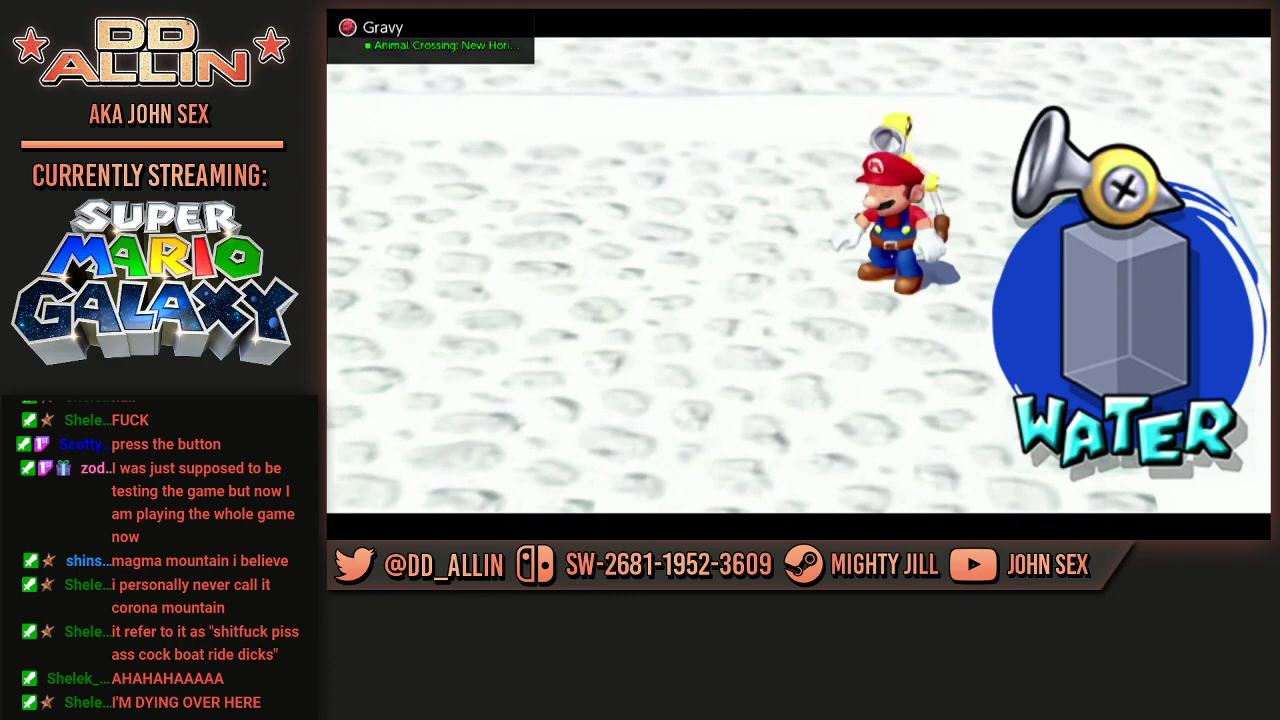 DD
ALLIN
AKA JOHN SEX
CURRENTLY STREAMING:
SUPER
MARIO
GALAXY
Shele...FUCK
Scotty...press the button
zod...I was just supposed to be
testing the game but now I
am playing the whole game
now
shins...magma mountain i believe
Shele...i personally never call it
corona mountain
Shele...it refer to it as "shitfuck piss
ass cock boat ride dicks"
Shelek_...AHAHAHAAAAA
Shele...I'M DYING OVER HERE
Gravy
Animal Crossing: New Hori...
M
WATER
@DD_ALLIN SW-2681-1952-3609 MIGHTY JILL JOHN SEX